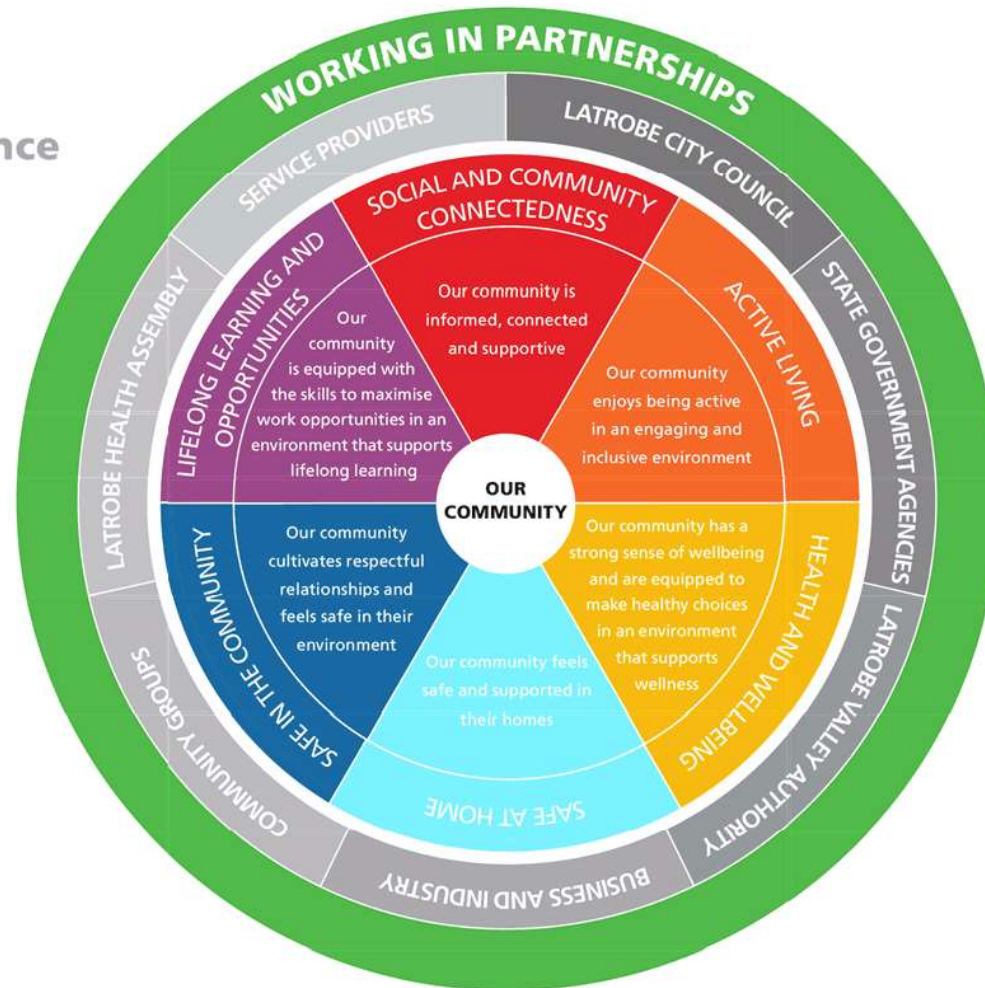 nce
WORKING IN PARTNERSHIPS
SERVICE PROVIDERS
LATROBE CITY COUNCIL
STATE GOVERNMENT AGENCIES
LATROBE VALLEY AUTHORITY
BUSINESS AND INDUSTRY
COMMUNITY GROUPS
LATROBE HEALTH ASSEMBLY
SOCIAL AND COMMUNITY
CONNECTEDNESS
Our community is
informed, connected
and supportive
ACTIVE LIVING
Our community
enjoys being active
in an engaging and
inclusive environment
HEALTH AND WELLBEING
Our community has a
strong sense of wellbeing
and are equipped to
make healthy choices
in an environment
that supports
wellness
SAFE AT HOME
Our community feels
safe and supported in
their homes
SAFE IN THE COMMUNITY
Our community
cultivates respectful
relationships and
feels safe in their
environment
LIFELONG LEARNING AND
OPPORTUNITIES
Our
community
is equipped with
the skills to maximise
work opportunities in an
environment that supports
lifelong learning
OUR
COMMUNITY